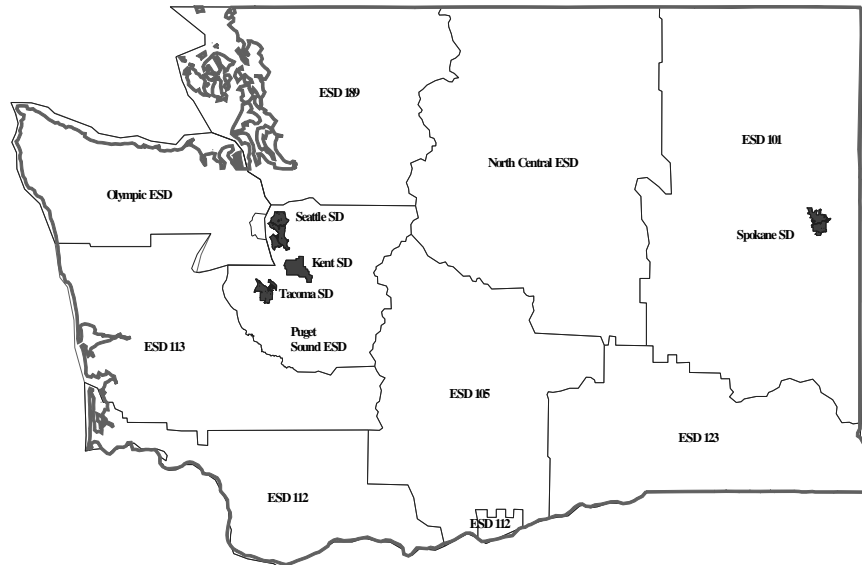 ESD 189
ESD 101
North Central ESD
Olympic ESD
Seattle SD
Spokane SD
Kent SD
Tacoma SD
Puget
Sound ESD
ESD 113
ESD 105
ESD 123
ESD 112
ESD 112